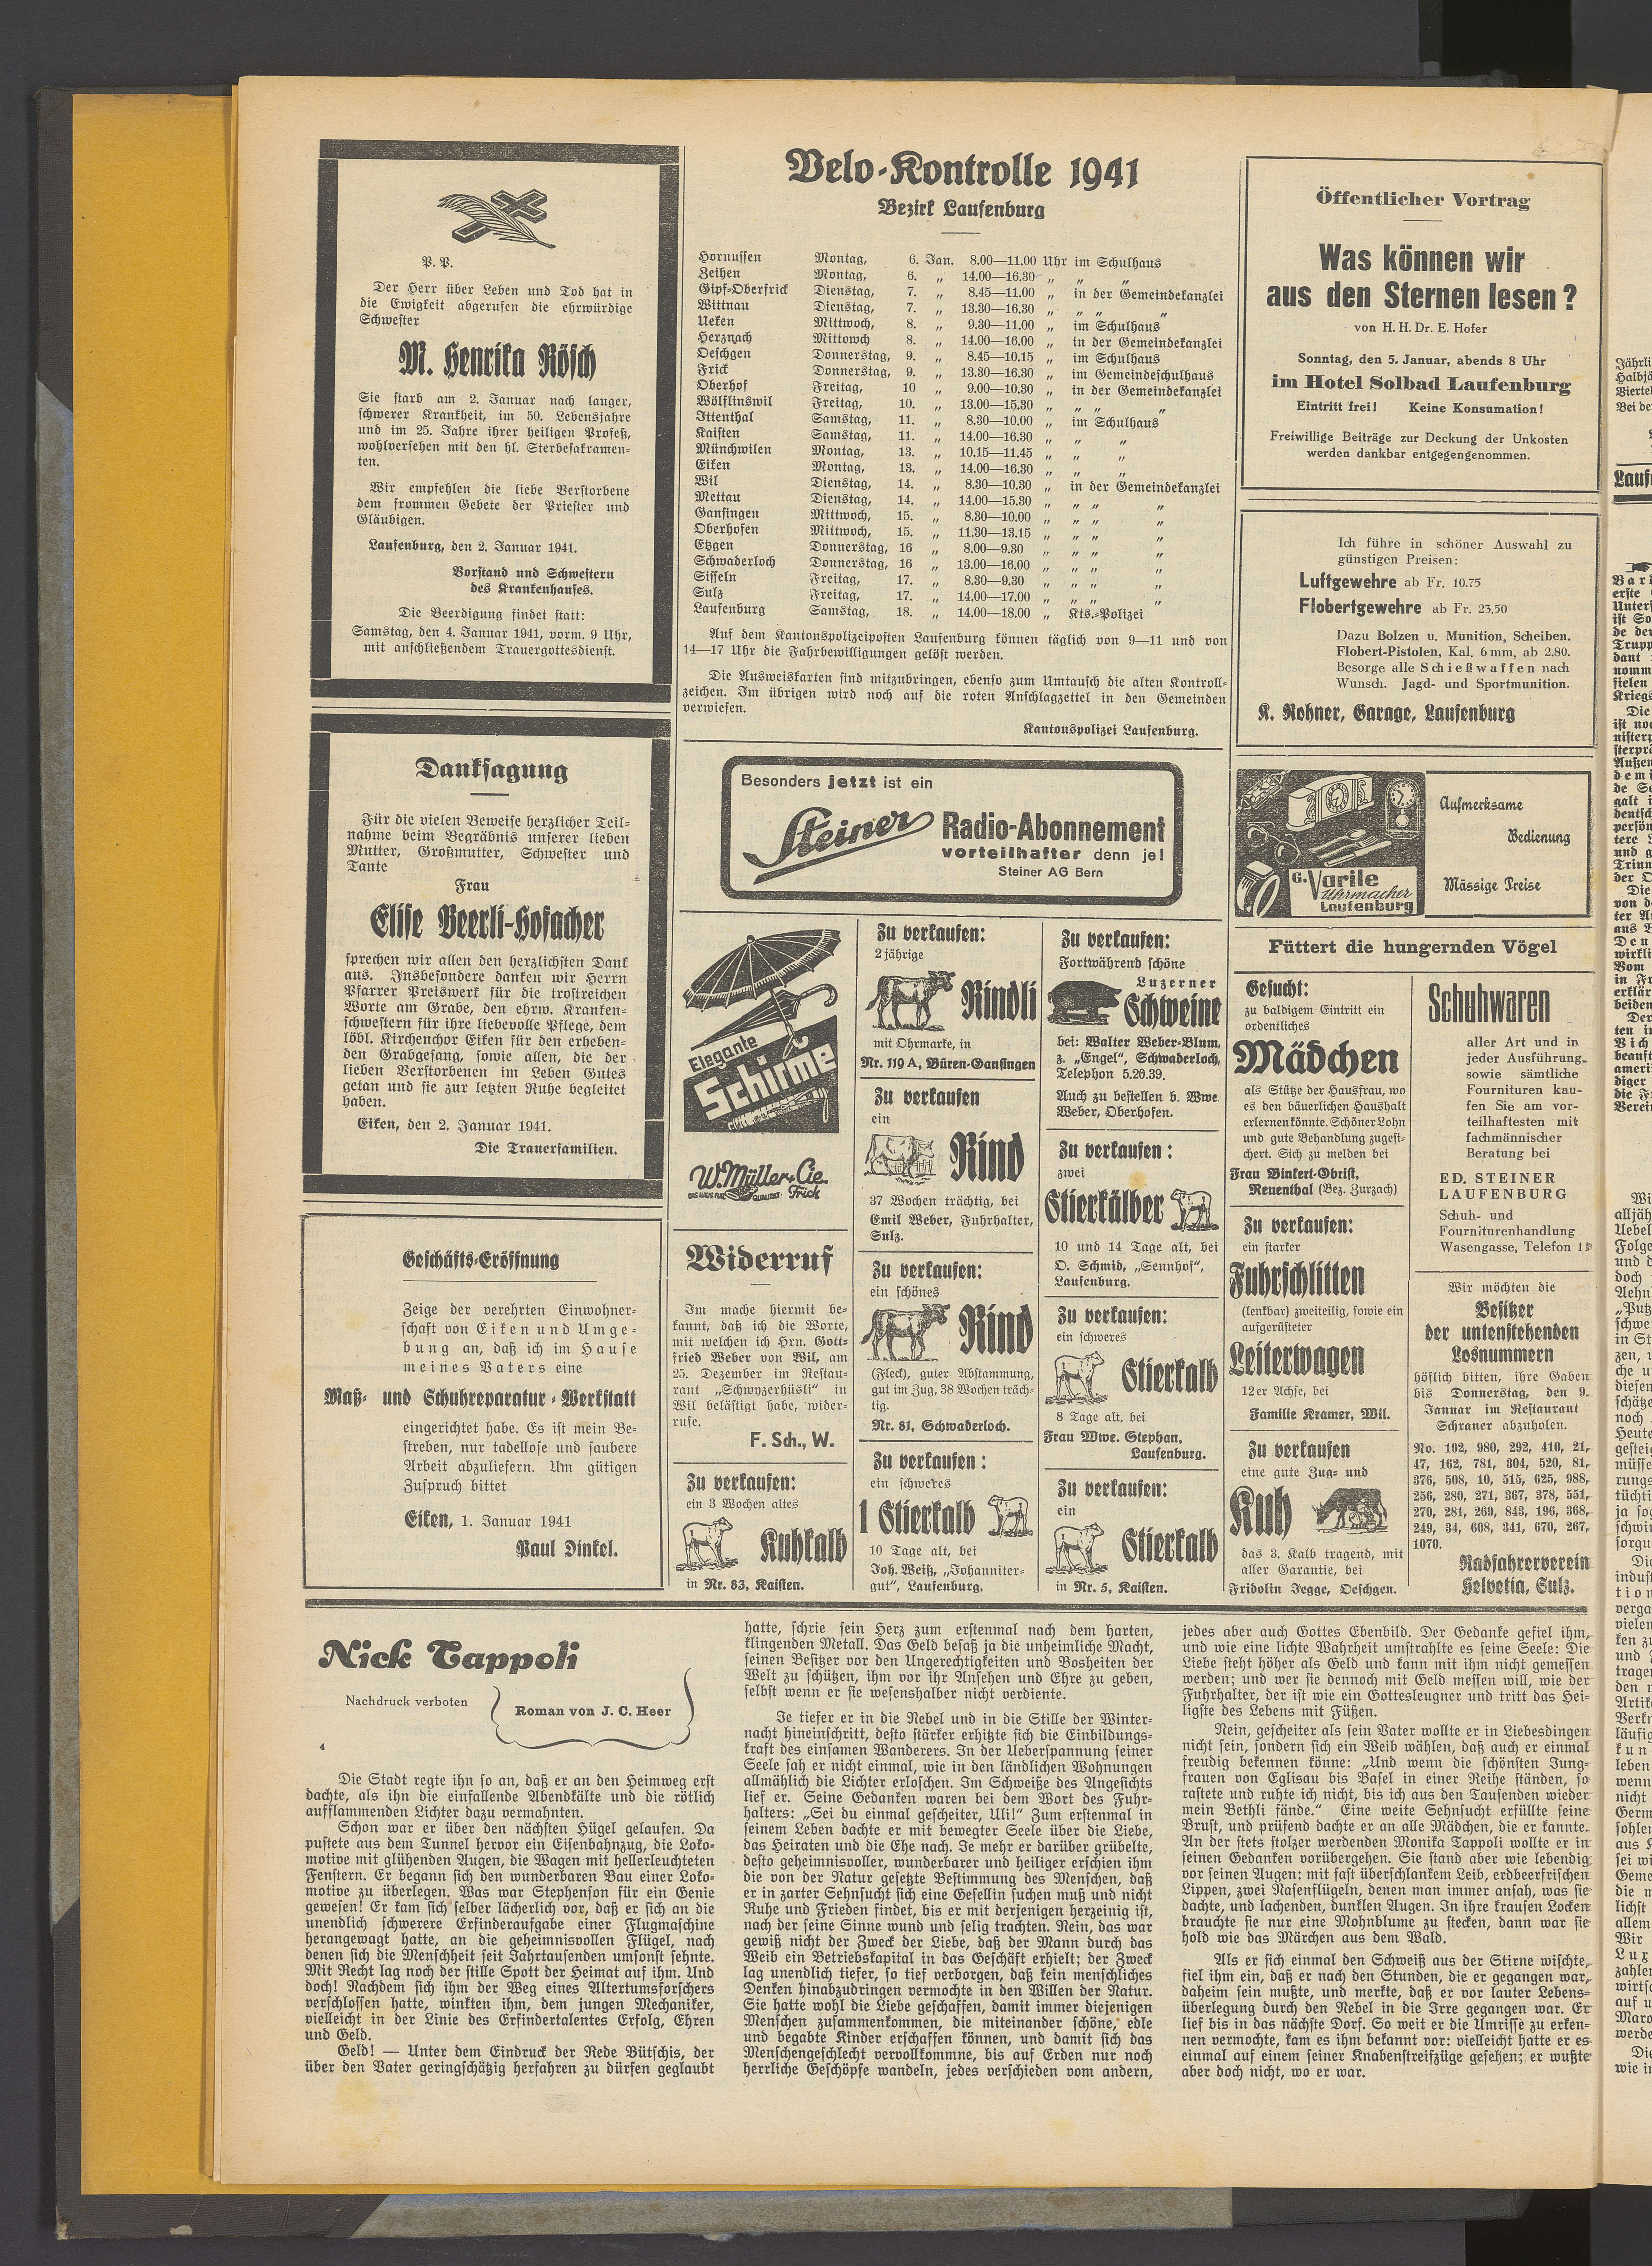 P. P.
Der Herr über Leben und Tod hat in
die Ewigkeit abgerufen die ehrwürdige
Schwester
M. Henrika Rösch
Sie starb am 2. Januar nach langer,
schwerer Krankheit, im 50. Lebensjahre
und im 25. Jahre ihrer heiligen Profeß,
wohlversehen mit den hl. Sterbesakramen-
ten.
Wir empfehlen die liebe Verstorbene
dem frommen Gebete der Priester und
Gläubigen.
Laufenburg, den 2. Januar 1941.
Vorstand und Schwestern
des Krankenhauses.
Die Beerdigung findet statt:
Samstag, den 4. Januar 1941, vorm. 9 Uhr,
mit anschließendem Trauergottesdienst.
Danksagung
Für die vielen Beweise herzlicher Teil-
nahme beim Begräbnis unserer lieben
Mutter, Großmutter, Schwester und
Tante
Frau
Elise Beerli-Hofacher
sprechen wir allen den herzlichsten Dank
aus. Insbesondere danken wir Herrn
Pfarrer Preiswerk für die trostreichen
Worte am Grabe, den ehrw. Kranken-
schwestern für ihre liebevolle Pflege, dem
löbl. Kirchenchor Eiken für den erheben-
den Grabgesang, sowie allen, die der
lieben Verstorbenen im Leben Gutes
getan und sie zur letzten Ruhe begleitet
haben.
Eiken, den 2. Januar 1941.
Die Trauerfamilien.
Geschäfts-Eröffnung
Zeige der verehrten Einwohner-
schaft von Eiken und Umge-
bung an, daß ich im Hause
meines Vaters eine
Maß- und Schuhreparatur-Werkstatt
eingerichtet habe. Es ist mein Be-
streben, nur tadellose und saubere
Arbeit abzuliefern. Um gütigen
Zuspruch bittet
Eiken, 1. Januar 1941
Paul Dinkel.
Velo-Kontrolle 1941
Bezirk Laufenburg
Hornussen Montag, 6. Jan. 8.00—11.00 Uhr im Schulhaus
Zeihen Montag, 6. „ 14.00—16.30 „ „ „
Gipf-Oberfrick Dienstag, 7. „ 8.45—11.00 „ in der Gemeindekanzlei
Wittnau Dienstag, 7. „ 13.30—16.30 „ „ „ „
Ueken Mittwoch, 8. „ 9.30—11.00 „ im Schulhaus
Herznach Mittwoch 8. „ 14.00—16.00 „ in der Gemeindekanzlei
Oeschgen Donnerstag, 9. „ 8.45—10.15 „ im Schulhaus
Frick Donnerstag, 9. „ 13.30—16.30 „ im Gemeindeschulhaus
Oberhof Freitag, 10 „ 9.00—10.30 „ in der Gemeindekanzlei
Wölflinswil Freitag, 10. „ 13.00—15.30 „ „ „ „
Ittenthal Samstag, 11. „ 8.30—10.00 „ im Schulhaus
Kaisten Samstag, 11. „ 14.00—16.30 „ „ „
Münchwilen Montag, 13. „ 10.15—11.45 „ „ „
Eiken Montag, 13. „ 14.00—16.30 „ „ „
Wil Dienstag, 14. „ 8.30—10.30 „ in der Gemeindekanzlei
Mettau Dienstag, 14. „ 14.00—15.30 „ „ „ „
Gansingen Mittwoch, 15. „ 8.30—10.00 „ „ „ „
Oberhofen Mittwoch, 15. „ 11.30—13.15 „ „ „ „
Etzgen Donnerstag, 16 „ 8.00—9.30 „ „ „ „
Schwaderloch Donnerstag, 16 „ 13.00—16.00 „ „ „ „
Sisseln Freitag, 17. „ 8.30—9.30 „ „ „ „
Sulz Freitag, 17. „ 14.00—17.00 „ „ „ „
Laufenburg Samstag, 18. „ 14.00—18.00 „ Kts.-Polizei
Auf dem Kantonspolizeiposten Laufenburg können täglich von 9—11 und von
14—17 Uhr die Fahrbewilligungen gelöst werden.
Die Ausweiskarten sind mitzubringen, ebenso zum Umtausch die alten Kontroll-
zeichen. Im übrigen wird noch auf die roten Anschlagzettel in den Gemeinden
verwiesen.
Kantonspolizei Laufenburg.
Besonders jetzt ist ein
Steiner Radio-Abonnement
vorteilhafter denn je!
Steiner AG Bern
Elegante
Schirme
W. Müller & Cie.
DAS HAUS FÜR QUALITÄT Frick
Widerruf
Im mache hiermit be-
kannt, daß ich die Worte,
mit welchen ich Hrn. Gott-
fried Weber von Wil, am
25. Dezember im Restau-
rant „Schwyzerhüsli“ in
Wil belästigt habe, wider-
rufe.
F. Sch., W.
Zu verkaufen:
ein 3 Wochen altes
Kuhkalb
in Nr. 83, Kaisten.
Zu verkaufen:
2 jährige
Rindli
mit Ohrmarke, in
Nr. 119 A, Büren-Gansingen
Zu verkaufen
ein
Rind
37 Wochen trächtig, bei
Emil Weber, Fuhrhalter,
Sulz.
Zu verkaufen:
ein schönes
Rind
(Fleck), guter Abstammung,
gut im Zug, 38 Wochen träch-
tig.
Nr. 81, Schwaderloch.
Zu verkaufen:
ein schweres
1 Stierkalb
10 Tage alt, bei
Joh. Weiß, „Johanniter-
gut“, Laufenburg.
Zu verkaufen:
Fortwährend schöne
Luzerner
Schweine
bei: Walter Weber-Blum,
z. „Engel“, Schwaderloch,
Telephon 5.20.39.
Auch zu bestellen b. Wwe.
Weber, Oberhofen.
Zu verkaufen:
zwei
Stierkälber
10 und 14 Tage alt, bei
O. Schmid, „Sennhof“,
Laufenburg.
Zu verkaufen:
ein schweres
Stierkalb
8 Tage alt, bei
Frau Wwe. Stephan,
Laufenburg.
Zu verkaufen:
ein
Stierkalb
in Nr. 5, Kaisten.
Öffentlicher Vortrag
Was können wir
aus den Sternen lesen?
von H. H. Dr. E. Hofer
Sonntag, den 5. Januar, abends 8 Uhr
im Hotel Solbad Laufenburg
Eintritt frei! Keine Konsumation!
Freiwillige Beiträge zur Deckung der Unkosten
werden dankbar entgegengenommen.
Ich führe in schöner Auswahl zu
günstigen Preisen:
Luftgewehre ab Fr. 10.75
Flobertgewehre ab Fr. 23.50
Dazu Bolzen u. Munition, Scheiben.
Flobert-Pistolen, Kal. 6 mm, ab 2.80.
Besorge alle Schießwaffen nach
Wunsch. Jagd- und Sportmunition.
K. Rohner, Garage, Laufenburg
G. Varile
Uhrmacher
Laufenburg
Aufmerksame
Bedienung
Mässige Preise
Füttert die hungernden Vögel
Gesucht:
zu baldigem Eintritt ein
ordentliches
Mädchen
als Stütze der Hausfrau, wo
es den bäuerlichen Haushalt
erlernen könnte. Schöner Lohn
und gute Behandlung zugesi-
chert. Sich zu melden bei
Frau Binkert-Obrist,
Reuenthal (Bez. Zurzach)
Zu verkaufen:
ein starker
Fuhrschlitten
(lenkbar) zweiteilig, sowie ein
aufgerüsteter
Leiterwagen
12er Achse, bei
Familie Kramer, Wil.
Zu verkaufen
eine gute Zug- und
Kuh
das 3. Kalb tragend, mit
aller Garantie, bei
Fridolin Jegge, Oeschgen.
Schuhwaren
aller Art und in
jeder Ausführung,
sowie sämtliche
Fournituren kau-
fen Sie am vor-
teilhaftesten mit
fachmännischer
Beratung bei
ED. STEINER
LAUFENBURG
Schuh- und
Fourniturenhandlung
Wasengasse, Telefon
Wir möchten die
Besitzer
der untenstehenden
Losnummern
höflich bitten, ihre Gaben
bis Donnerstag, den 9.
Januar im Restaurant
Schraner abzuholen.
No. 102, 980, 292, 410, 21,
47, 162, 781, 304, 520, 81,
376, 508, 10, 515, 625, 988,
256, 280, 271, 367, 378, 551,
270, 281, 269, 843, 196, 368,
249, 34, 608, 341, 670, 267,
1070.
Radfahrerverein
Helvetia, Sulz.
Nick Tappoli
Nachdruck verboten
Roman von J. C. Heer
4
Die Stadt regte ihn so an, daß er an den Heimweg erst
dachte, als ihn die einfallende Abendkälte und die rötlich
aufflammenden Lichter dazu vermahnten.
Schon war er über den nächsten Hügel gelaufen. Da
pustete aus dem Tunnel hervor ein Eisenbahnzug, die Loko-
motive mit glühenden Augen, die Wagen mit hellerleuchteten
Fenstern. Er begann sich den wunderbaren Bau einer Loko-
motive zu überlegen. Was war Stephenson für ein Genie
gewesen! Er kam sich selber lächerlich vor, daß er sich an die
unendlich schwerere Erfinderaufgabe einer Flugmaschine
herangewagt hatte, an die geheimnisvollen Flügel, nach
denen sich die Menschheit seit Jahrtausenden umsonst sehnte.
Mit Recht lag noch der stille Spott der Heimat auf ihm. Und
doch! Nachdem sich ihm der Weg eines Altertumsforschers
verschlossen hatte, winkten ihm, dem jungen Mechaniker,
vielleicht in der Linie des Erfindertalentes Erfolg, Ehren
und Geld.
Geld! — Unter dem Eindruck der Rede Bütschis, der
über den Vater geringschätzig herfahren zu dürfen geglaubt
hatte, schrie sein Herz zum erstenmal nach dem harten,
klingenden Metall. Das Geld besaß ja die unheimliche Macht,
seinen Besitzer vor den Ungerechtigkeiten und Bosheiten der
Welt zu schützen, ihm vor ihr Ansehen und Ehre zu geben,
selbst wenn er sie wesenshalber nicht verdiente.
Je tiefer er in die Nebel und in die Stille der Winter-
nacht hineinschritt, desto stärker erhitzte sich die Einbildungs-
kraft des einsamen Wanderers. In der Ueberspannung seiner
Seele sah er nicht einmal, wie in den ländlichen Wohnungen
allmählich die Lichter erloschen. Im Schweiße des Angesichts
lief er. Seine Gedanken waren bei dem Wort des Fuhr-
halters: „Sei du einmal gescheiter, Uli!“ Zum erstenmal in
seinem Leben dachte er mit bewegter Seele über die Liebe,
das Heiraten und die Ehe nach. Je mehr er darüber grübelte,
desto geheimnisvoller, wunderbarer und heiliger erschien ihm
die von der Natur gesetzte Bestimmung des Menschen, daß
er in zarter Sehnsucht sich eine Gesellin suchen muß und nicht
Ruhe und Frieden findet, bis er mit derjenigen herzeinig ist,
nach der seine Sinne wund und selig trachten. Nein, das war
gewiß nicht der Zweck der Liebe, daß der Mann durch das
Weib ein Betriebskapital in das Geschäft erhielt; der Zweck
lag unendlich tiefer, so tief verborgen, daß kein menschliches
Denken hinabzudringen vermochte in den Willen der Natur.
Sie hatte wohl die Liebe geschaffen, damit immer diejenigen
Menschen zusammenkommen, die miteinander schöne, edle
und begabte Kinder erschaffen können, und damit sich das
Menschengeschlecht vervollkommne, bis auf Erden nur noch
herrliche Geschöpfe wandeln, jedes verschieden vom andern,
jedes aber auch Gottes Ebenbild. Der Gedanke gefiel ihm,
und wie eine lichte Wahrheit umstrahlte es seine Seele: Die
Liebe steht höher als Geld und kann mit ihm nicht gemessen
werden; und wer sie dennoch mit Geld messen will, wie der
Fuhrhalter, der ist wie ein Gottesleugner und tritt das Hei-
ligste des Lebens mit Füßen.
Nein, gescheiter als sein Vater wollte er in Liebesdingen
nicht sein, sondern sich ein Weib wählen, daß auch er einmal
freudig bekennen könne: „Und wenn die schönsten Jung-
frauen von Eglisau bis Basel in einer Reihe ständen, so
rastete und ruhte ich nicht, bis ich aus den Tausenden wieder
mein Bethli fände.“ Eine weite Sehnsucht erfüllte seine
Brust, und prüfend dachte er an alle Mädchen, die er kannte.
An der stets stolzer werdenden Monika Tappoli wollte er in
seinen Gedanken vorübergehen. Sie stand aber wie lebendig
vor seinen Augen: mit fast überschlankem Leib, erdbeerfrischen
Lippen, zwei Nasenflügeln, denen man immer ansah, was sie
dachte, und lachenden, dunklen Augen. In ihre krausen Locken
brauchte sie nur eine Mohnblume zu stecken, dann war sie
hold wie das Märchen aus dem Wald.
Als er sich einmal den Schweiß aus der Stirne wischte,
fiel ihm ein, daß er nach den Stunden, die er gegangen war,
daheim sein mußte, und merkte, daß er vor lauter Lebens-
überlegung durch den Nebel in die Irre gegangen war. Er
lief bis in das nächste Dorf. So weit er die Umrisse zu erken-
nen vermochte, kam es ihm bekannt vor: vielleicht hatte er es
einmal auf einem seiner Knabenstreifzüge gesehen; er wußte
aber doch nicht, wo er war.